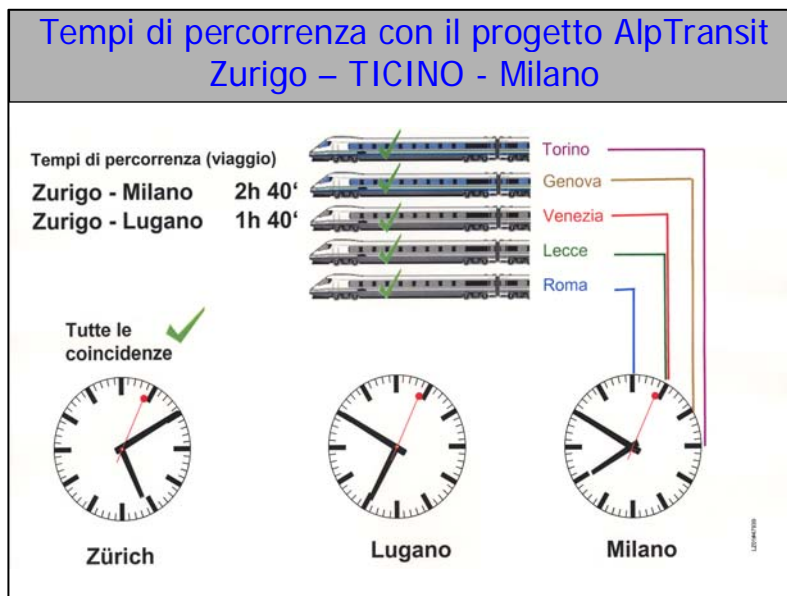 Tempi di percorrenza con il progetto AlpTransit
Zurigo – TICINO - Milano
Tempi di percorrenza (viaggio)
Zurigo - Milano 2h 40‘
Zurigo - Lugano 1h 40‘
Torino
Genova
Venezia
Lecce
Roma
Tutte le
coincidenze
Zürich
Lugano
Milano